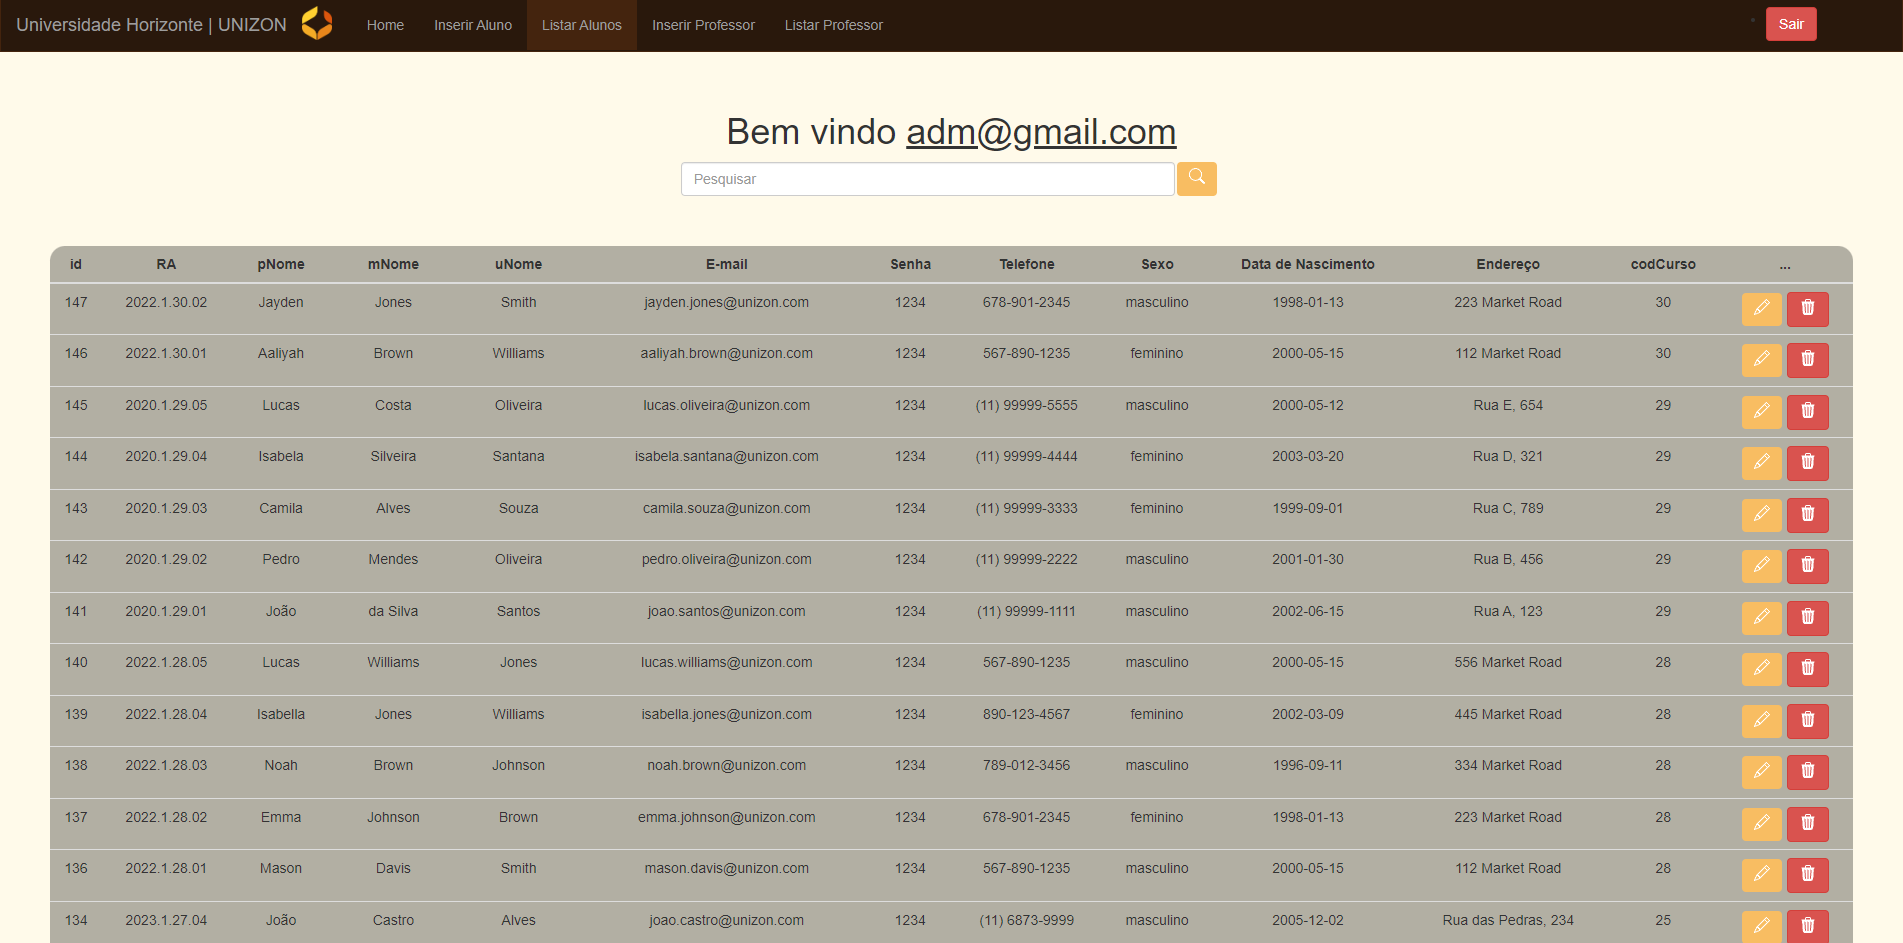 Universidade Horizonte | UNIZON Home Inserir Aluno Listar Alunos Inserir Professor Listar Professor Sair
Bem vindo adm@gmail.com
Pesquisar
id RA pNome mNome uNome E-mail Senha Telefone Sexo Data de Nascimento Endereço codCurso ...
147 2022.1.30.02 Jayden Jones Smith jayden.jones@unizon.com 1234 678-901-2345 masculino 1998-01-13 223 Market Road 30
146 2022.1.30.01 Aaliyah Brown Williams aaliyah.brown@unizon.com 1234 567-890-1235 feminino 2000-05-15 112 Market Road 30
145 2020.1.29.05 Lucas Costa Oliveira lucas.oliveira@unizon.com 1234 (11) 99999-5555 masculino 2000-05-12 Rua E, 654 29
144 2020.1.29.04 Isabela Silveira Santana isabela.santana@unizon.com 1234 (11) 99999-4444 feminino 2003-03-20 Rua D, 321 29
143 2020.1.29.03 Camila Alves Souza camila.souza@unizon.com 1234 (11) 99999-3333 feminino 1999-09-01 Rua C, 789 29
142 2020.1.29.02 Pedro Mendes Oliveira pedro.oliveira@unizon.com 1234 (11) 99999-2222 masculino 2001-01-30 Rua B, 456 29
141 2020.1.29.01 João da Silva Santos joao.santos@unizon.com 1234 (11) 99999-1111 masculino 2002-06-15 Rua A, 123 29
140 2022.1.28.05 Lucas Williams Jones lucas.williams@unizon.com 1234 567-890-1235 masculino 2000-05-15 556 Market Road 28
139 2022.1.28.04 Isabella Jones Williams isabella.jones@unizon.com 1234 890-123-4567 feminino 2002-03-09 445 Market Road 28
138 2022.1.28.03 Noah Brown Johnson noah.brown@unizon.com 1234 789-012-3456 masculino 1996-09-11 334 Market Road 28
137 2022.1.28.02 Emma Johnson Brown emma.johnson@unizon.com 1234 678-901-2345 feminino 1998-01-13 223 Market Road 28
136 2022.1.28.01 Mason Davis Smith mason.davis@unizon.com 1234 567-890-1235 masculino 2000-05-15 112 Market Road 28
134 2023.1.27.04 João Castro Alves joao.castro@unizon.com 1234 (11) 6873-9999 masculino 2005-12-02 Rua das Pedras, 234 25